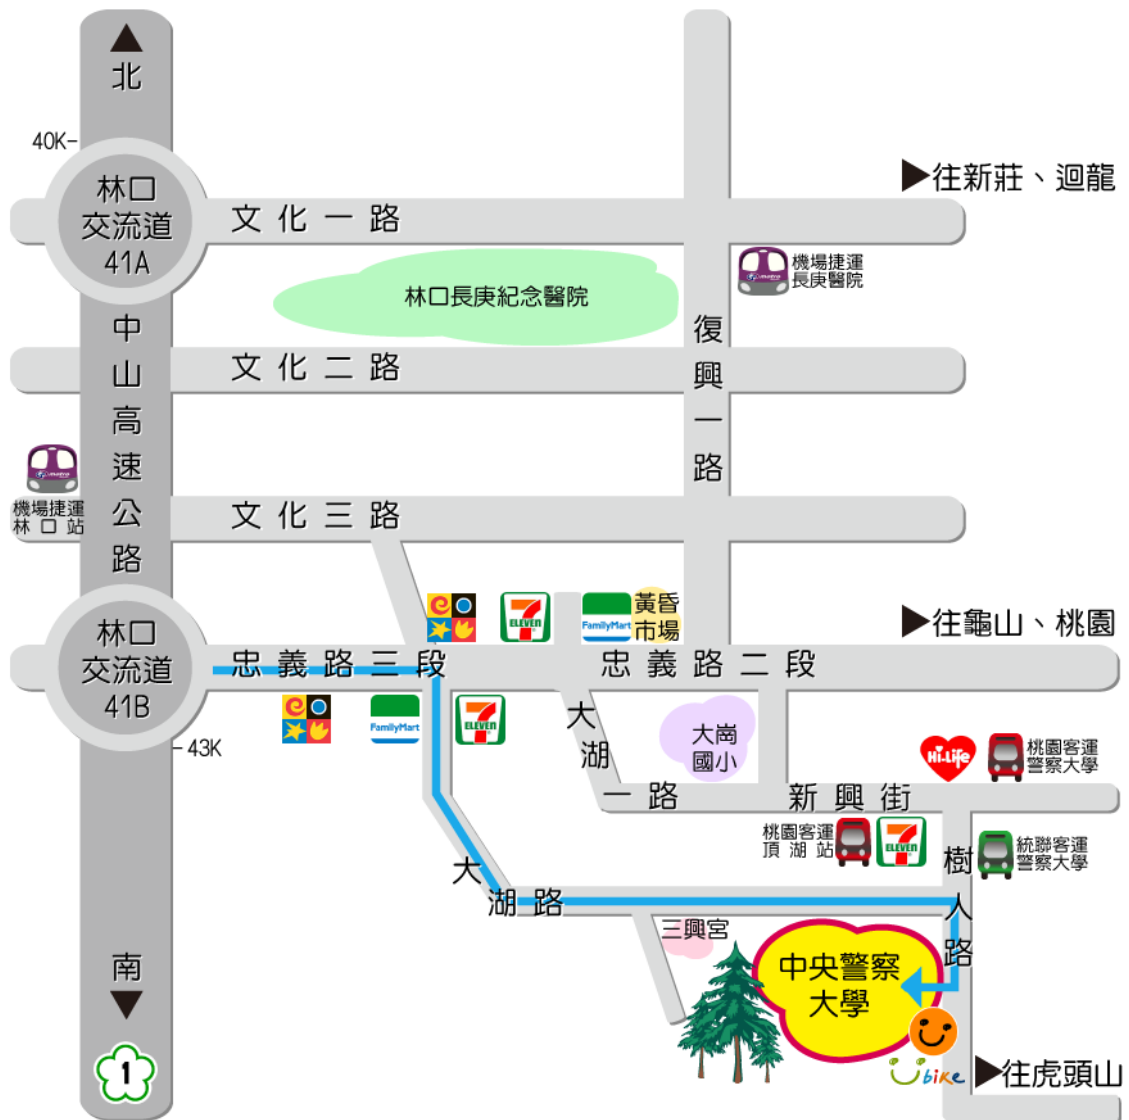 北
40K-
林口
交流道
41A
文化一路
往新莊、迴龍
機場捷運
長庚醫院
林口長庚紀念醫院
中山高速公路
復興一路
文化二路
機場捷運
林口站
文化三路
7
ELEVEN
FamilyMart
黃昏
市場
往龜山、桃園
林口
交流道
41B
忠義路三段
忠義路二段
FamilyMart
7
ELEVEN
-43K
大湖一路
大崗
國小
新興街
Hi-Life
桃園客運
警察大學
桃園客運
頂湖站
7
ELEVEN
統聯客運
警察大學
樹人路
大湖路
三興宮
中央警察
大學
南
1
Ubike
往虎頭山